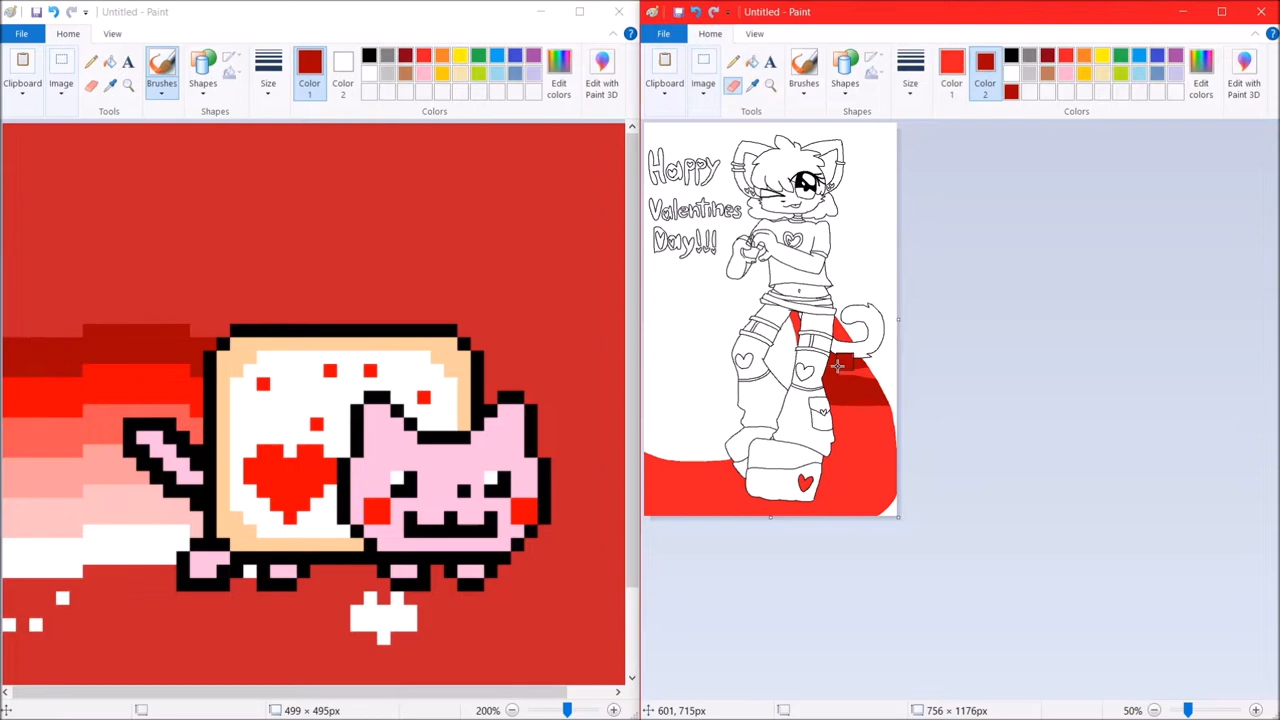 Untitled - Paint
File
Home
View
Clipboard
Image
Tools
Brushes
Shapes
Shapes
Size
Color
1
Color
2
Colors
Edit
colors
Edit with
Paint 3D
499 × 495px
200%
Untitled - Paint
File
Home
View
Clipboard
Image
Tools
Brushes
Shapes
Shapes
Size
Color
1
Color
2
Colors
Edit
colors
Edit with
Paint 3D
Happy
Valentines
Day!!!
601, 715px
756 × 1176px
50%